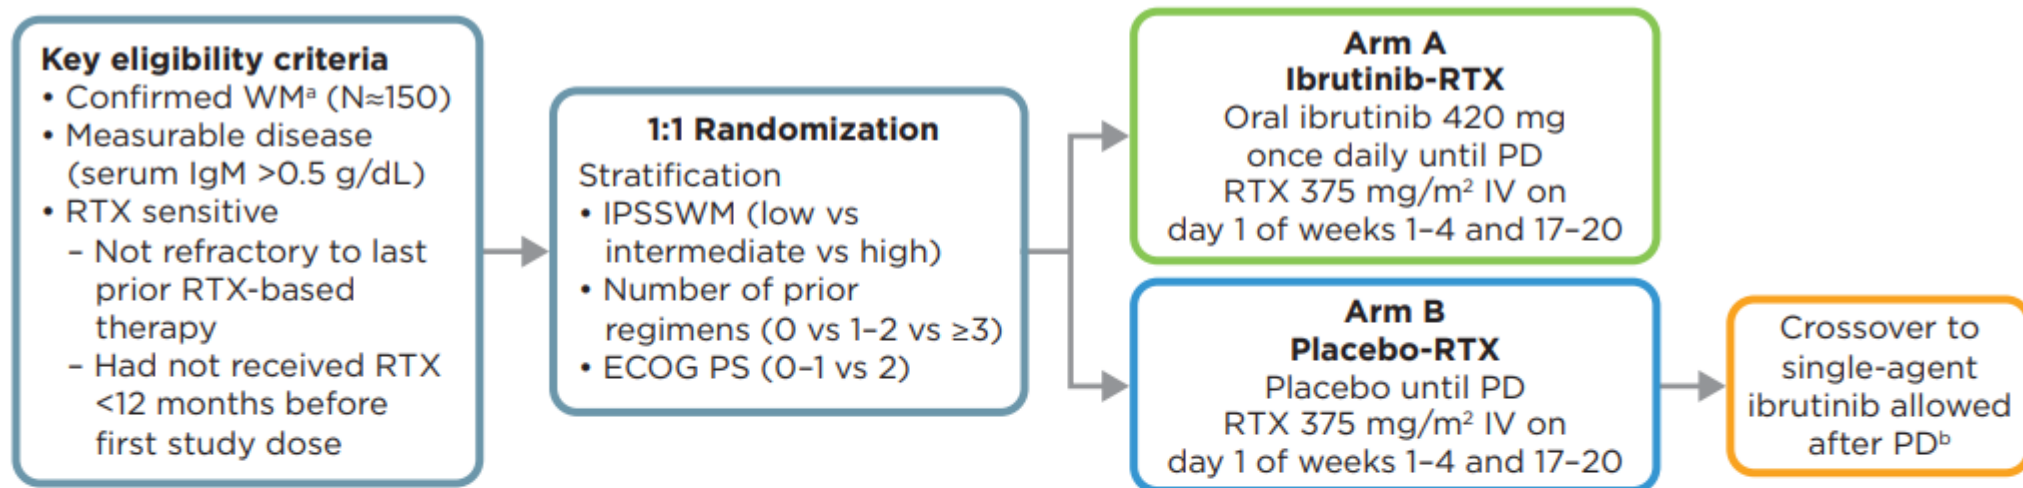 Key eligibility criteria
• Confirmed WMᵃ (N≈150)
• Measurable disease
(serum IgM >0.5 g/dL)
• RTX sensitive
– Not refractory to last
prior RTX-based
therapy
– Had not received RTX
<12 months before
first study dose
1:1 Randomization
Stratification
• IPSSWM (low vs
intermediate vs high)
• Number of prior
regimens (0 vs 1–2 vs ≥3)
• ECOG PS (0–1 vs 2)
Arm A
Ibrutinib-RTX
Oral ibrutinib 420 mg
once daily until PD
RTX 375 mg/m² IV on
day 1 of weeks 1–4 and 17–20
Arm B
Placebo-RTX
Placebo until PD
RTX 375 mg/m² IV on
day 1 of weeks 1–4 and 17–20
Crossover to
single-agent
ibrutinib allowed
after PDᵇ